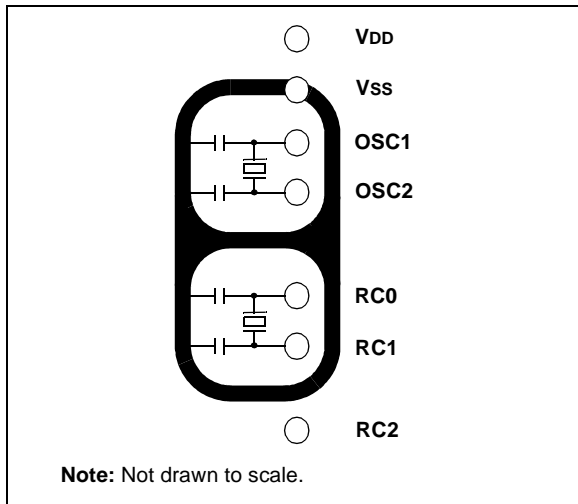 VDD
VSS
OSC1
OSC2
RC0
RC1
RC2
Note: Not drawn to scale.